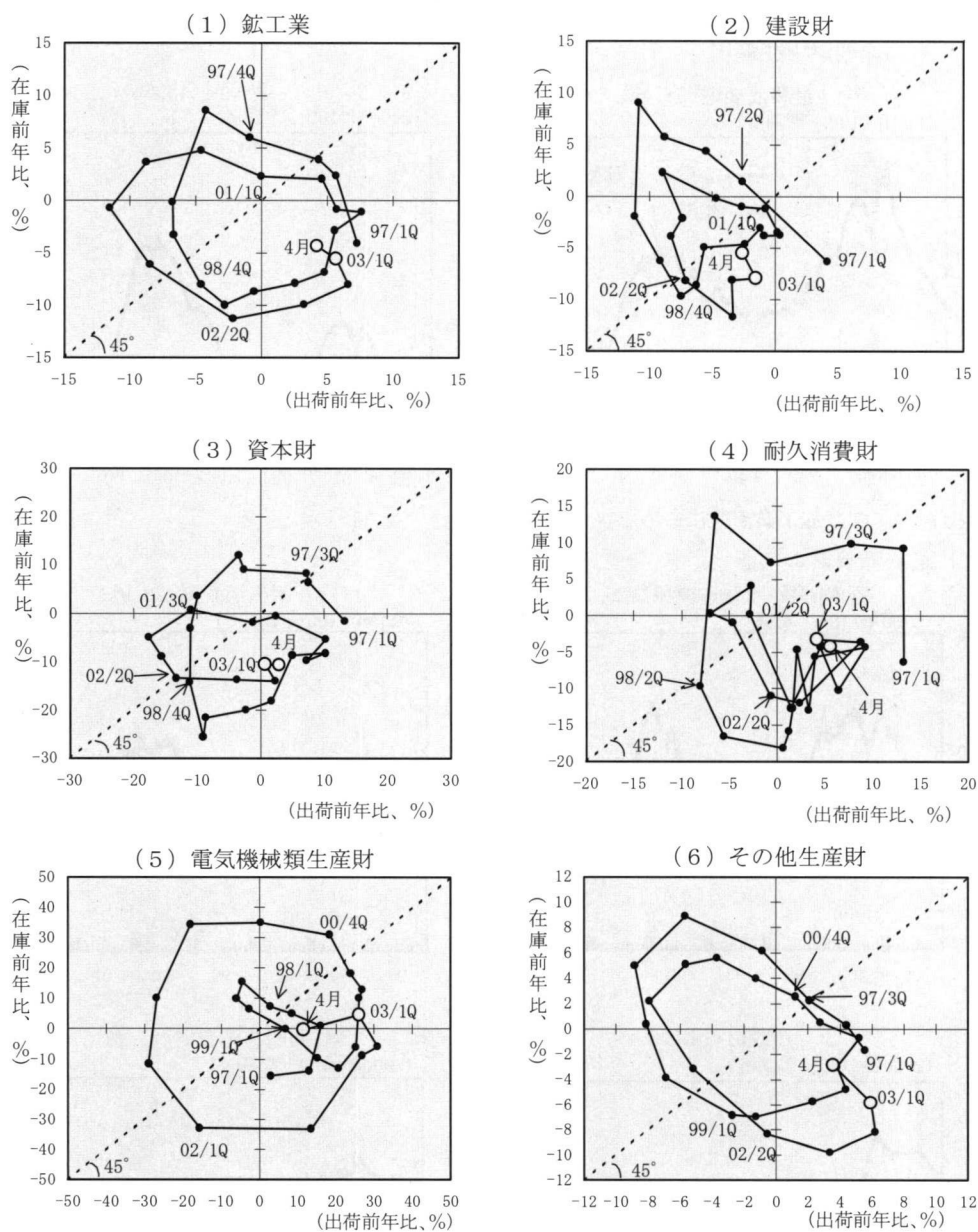 （１）鉱工業
（在庫前年比、％）
15
10
5
0
-5
-10
-15
-15 -10 -5 0 5 10 15
（出荷前年比、％）
97/4Q
01/1Q
97/1Q
4月
03/1Q
98/4Q
02/2Q
45°
（２）建設財
（在庫前年比、％）
15
10
5
0
-5
-10
-15
-15 -10 -5 0 5 10 15
（出荷前年比、％）
97/2Q
01/1Q
4月
97/1Q
03/1Q
02/2Q
98/4Q
45°
（３）資本財
（在庫前年比、％）
30
20
10
0
-10
-20
-30
-30 -20 -10 0 10 20 30
（出荷前年比、％）
97/3Q
01/3Q
97/1Q
4月
03/1Q
02/2Q
98/4Q
45°
（４）耐久消費財
（在庫前年比、％）
20
15
10
5
0
-5
-10
-15
-20
-20 -15 -10 -5 0 5 10 15 20
（出荷前年比、％）
97/3Q
01/2Q
03/1Q
97/1Q
98/2Q
4月
02/2Q
45°
（５）電気機械類生産財
（在庫前年比、％）
50
40
30
20
10
0
-10
-20
-30
-40
-50
-50 -40 -30 -20 -10 0 10 20 30 40 50
（出荷前年比、％）
00/4Q
98/1Q
4月
03/1Q
99/1Q
97/1Q
02/1Q
45°
（６）その他生産財
（在庫前年比、％）
12
10
8
6
4
2
0
-2
-4
-6
-8
-10
-12
-12 -10 -8 -6 -4 -2 0 2 4 6 8 10 12
（出荷前年比、％）
00/4Q
97/3Q
4月
97/1Q
03/1Q
99/1Q
02/2Q
45°